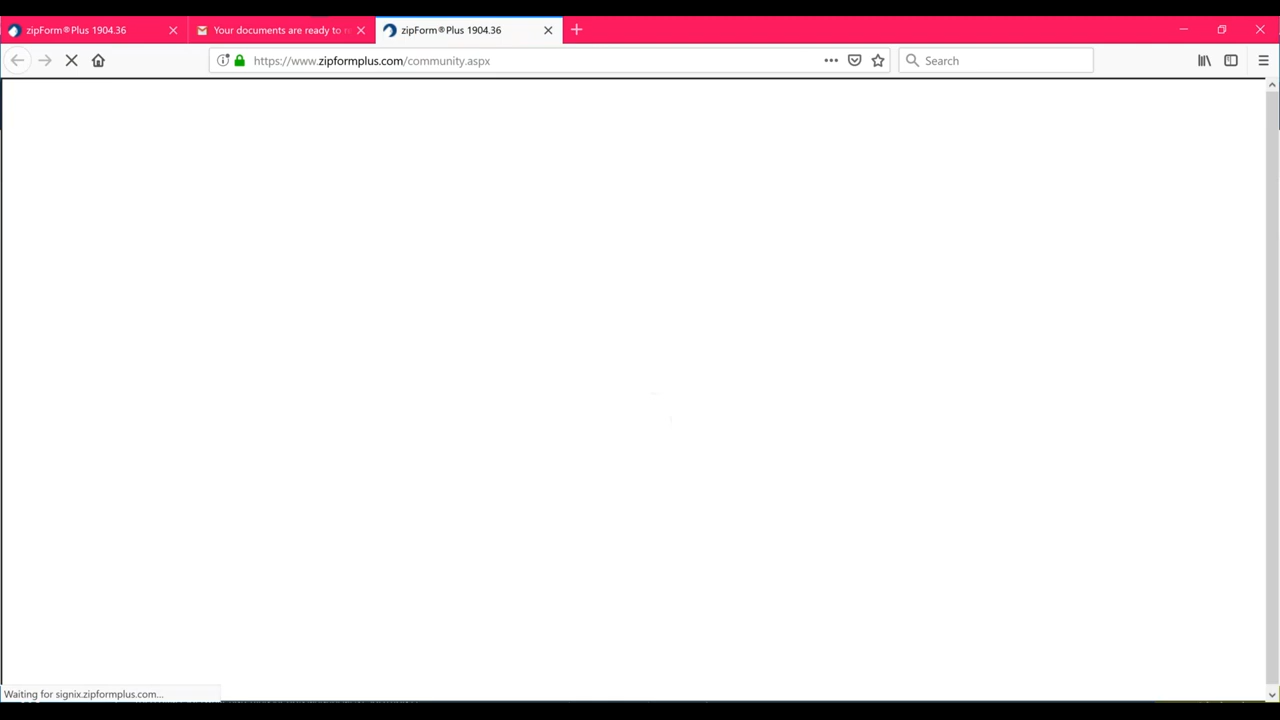 zipForm®Plus 1904.36
Your documents are ready to
zipForm®Plus 1904.36
https://www.zipformplus.com/community.aspx
Search
Waiting for signix.zipformplus.com...